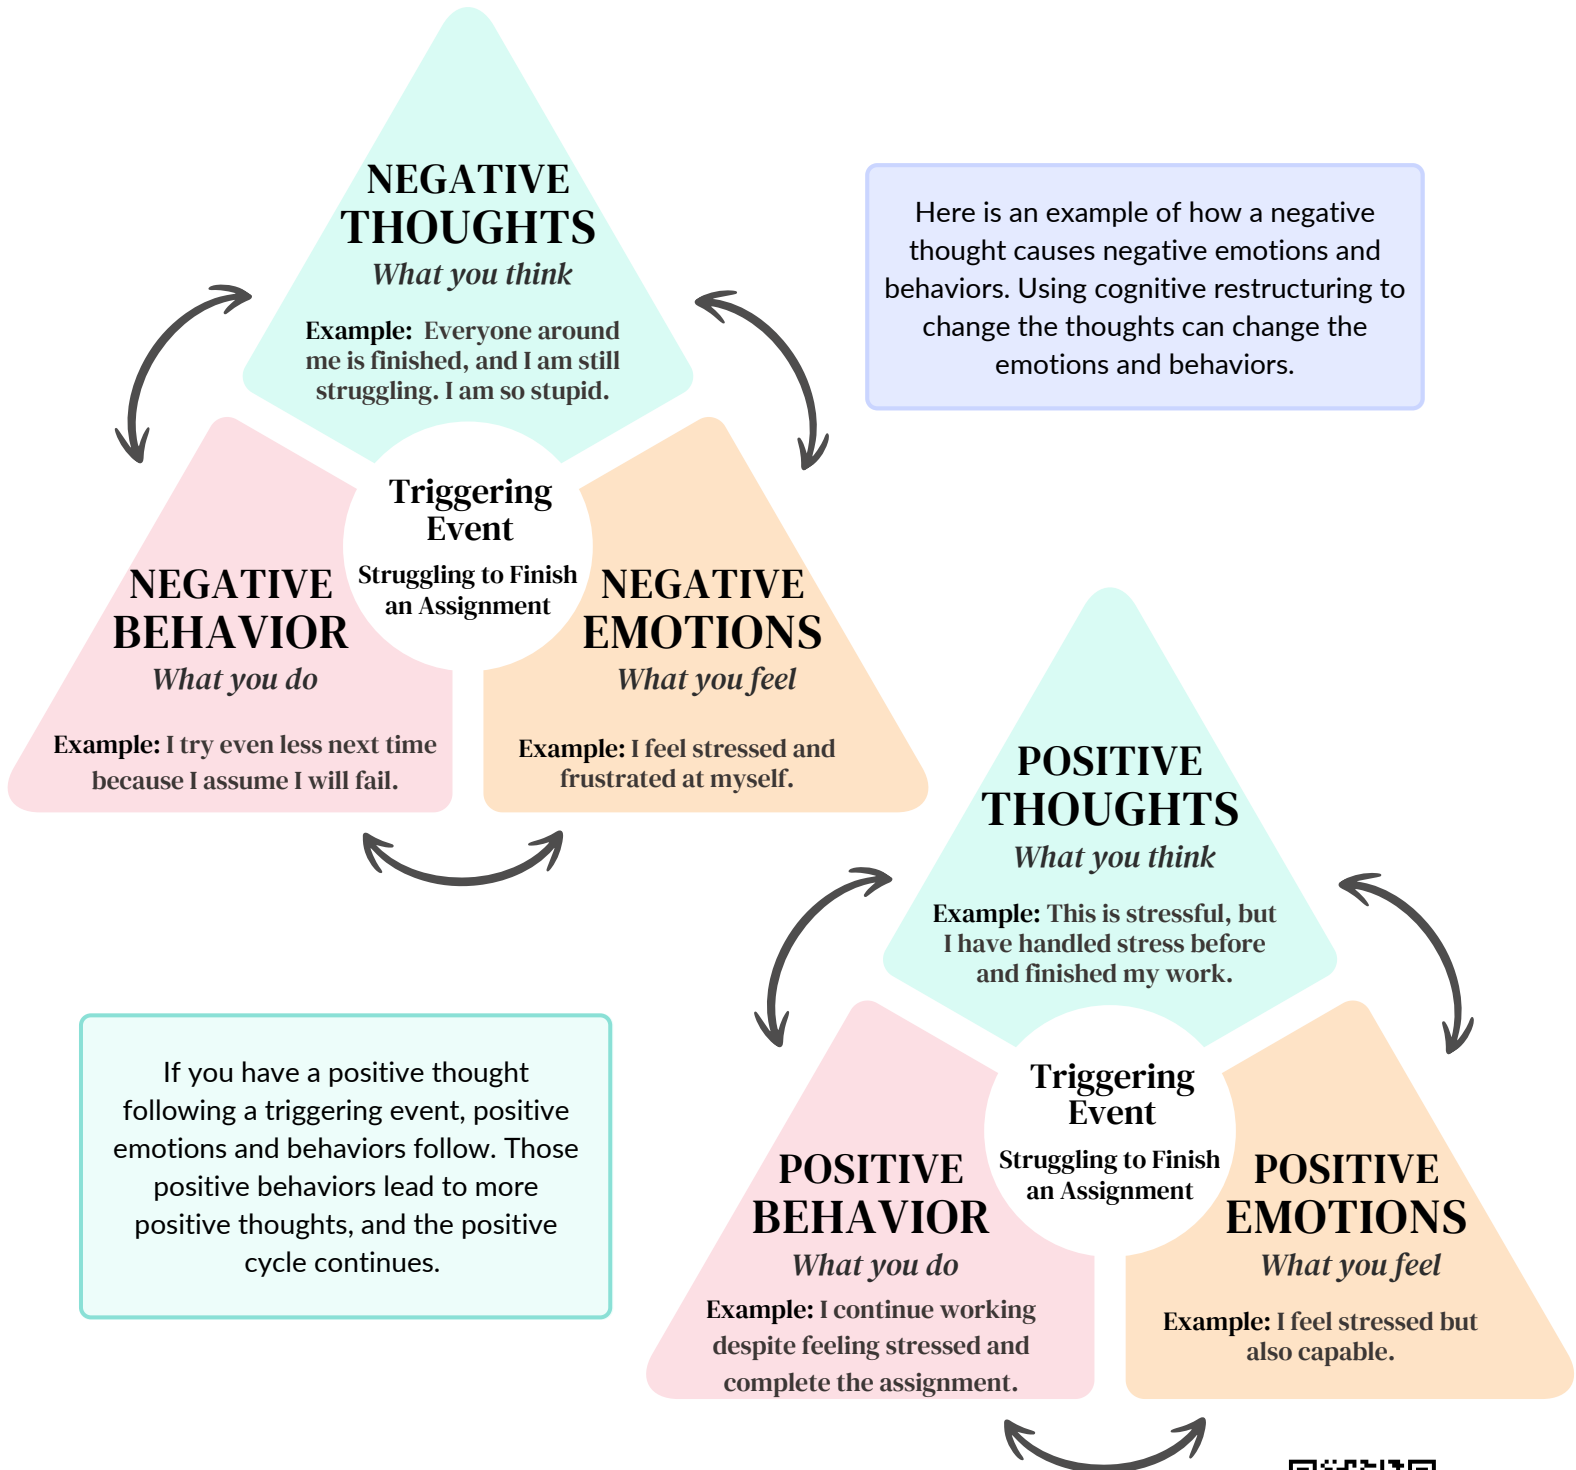 NEGATIVE
THOUGHTS
What you think
Example: Everyone around
me is finished, and I am still
struggling. I am so stupid.
Here is an example of how a negative
thought causes negative emotions and
behaviors. Using cognitive restructuring to
change the thoughts can change the
emotions and behaviors.
Triggering
Event
Struggling to Finish
an Assignment
NEGATIVE
BEHAVIOR
What you do
Example: I try even less next time
because I assume I will fail.
NEGATIVE
EMOTIONS
What you feel
Example: I feel stressed and
frustrated at myself.
POSITIVE
THOUGHTS
What you think
Example: This is stressful, but
I have handled stress before
and finished my work.
If you have a positive thought
following a triggering event, positive
emotions and behaviors follow. Those
positive behaviors lead to more
positive thoughts, and the positive
cycle continues.
Triggering
Event
Struggling to Finish
an Assignment
POSITIVE
BEHAVIOR
What you do
Example: I continue working
despite feeling stressed and
complete the assignment.
POSITIVE
EMOTIONS
What you feel
Example: I feel stressed but
also capable.